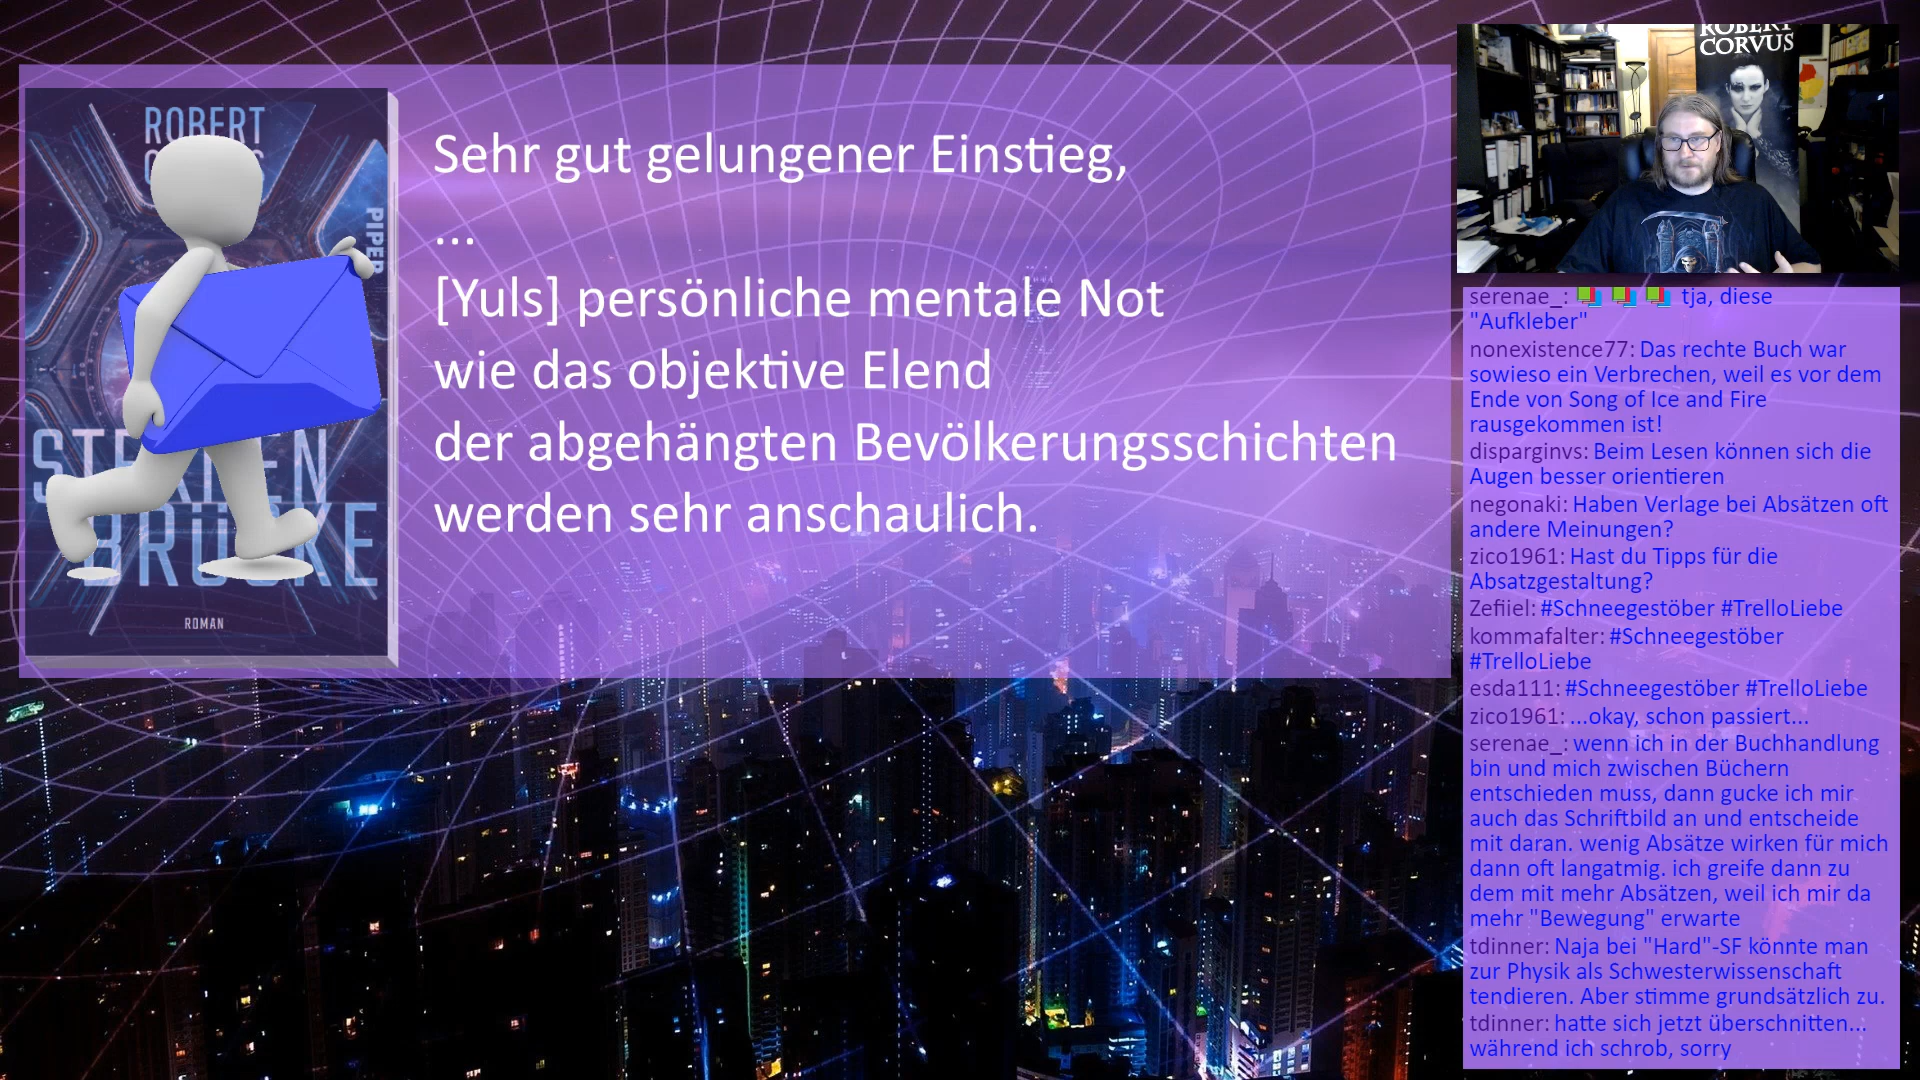 ROBERT
PIPER
BRÜCKE
ROMAN
Sehr gut gelungener Einstieg,
...
[Yuls] persönliche mentale Not
wie das objektive Elend
der abgehängten Bevölkerungsschichten
werden sehr anschaulich.
ROBERT
CORVUS
serenae_: tja, diese
"Aufkleber"
nonexistence77: Das rechte Buch war
sowieso ein Verbrechen, weil es vor dem
Ende von Song of Ice and Fire
rausgekommen ist!
disparginvs: Beim Lesen können sich die
Augen besser orientieren
negonaki: Haben Verlage bei Absätzen oft
andere Meinungen?
zico1961: Hast du Tipps für die
Absatzgestaltung?
Zefiiel: #Schneegestöber #TrelloLiebe
kommafalter: #Schneegestöber
#TrelloLiebe
esda111: #Schneegestöber #TrelloLiebe
zico1961: ...okay, schon passiert...
serenae_: wenn ich in der Buchhandlung
bin und mich zwischen Büchern
entschieden muss, dann gucke ich mir
auch das Schriftbild an und entscheide
mit daran. wenig Absätze wirken für mich
dann oft langatmig. ich greife dann zu
dem mit mehr Absätzen, weil ich mir da
mehr "Bewegung" erwarte
tdinner: Naja bei "Hard"-SF könnte man
zur Physik als Schwesterwissenschaft
tendieren. Aber stimme grundsätzlich zu.
tdinner: hatte sich jetzt überschnitten...
während ich schrob, sorry